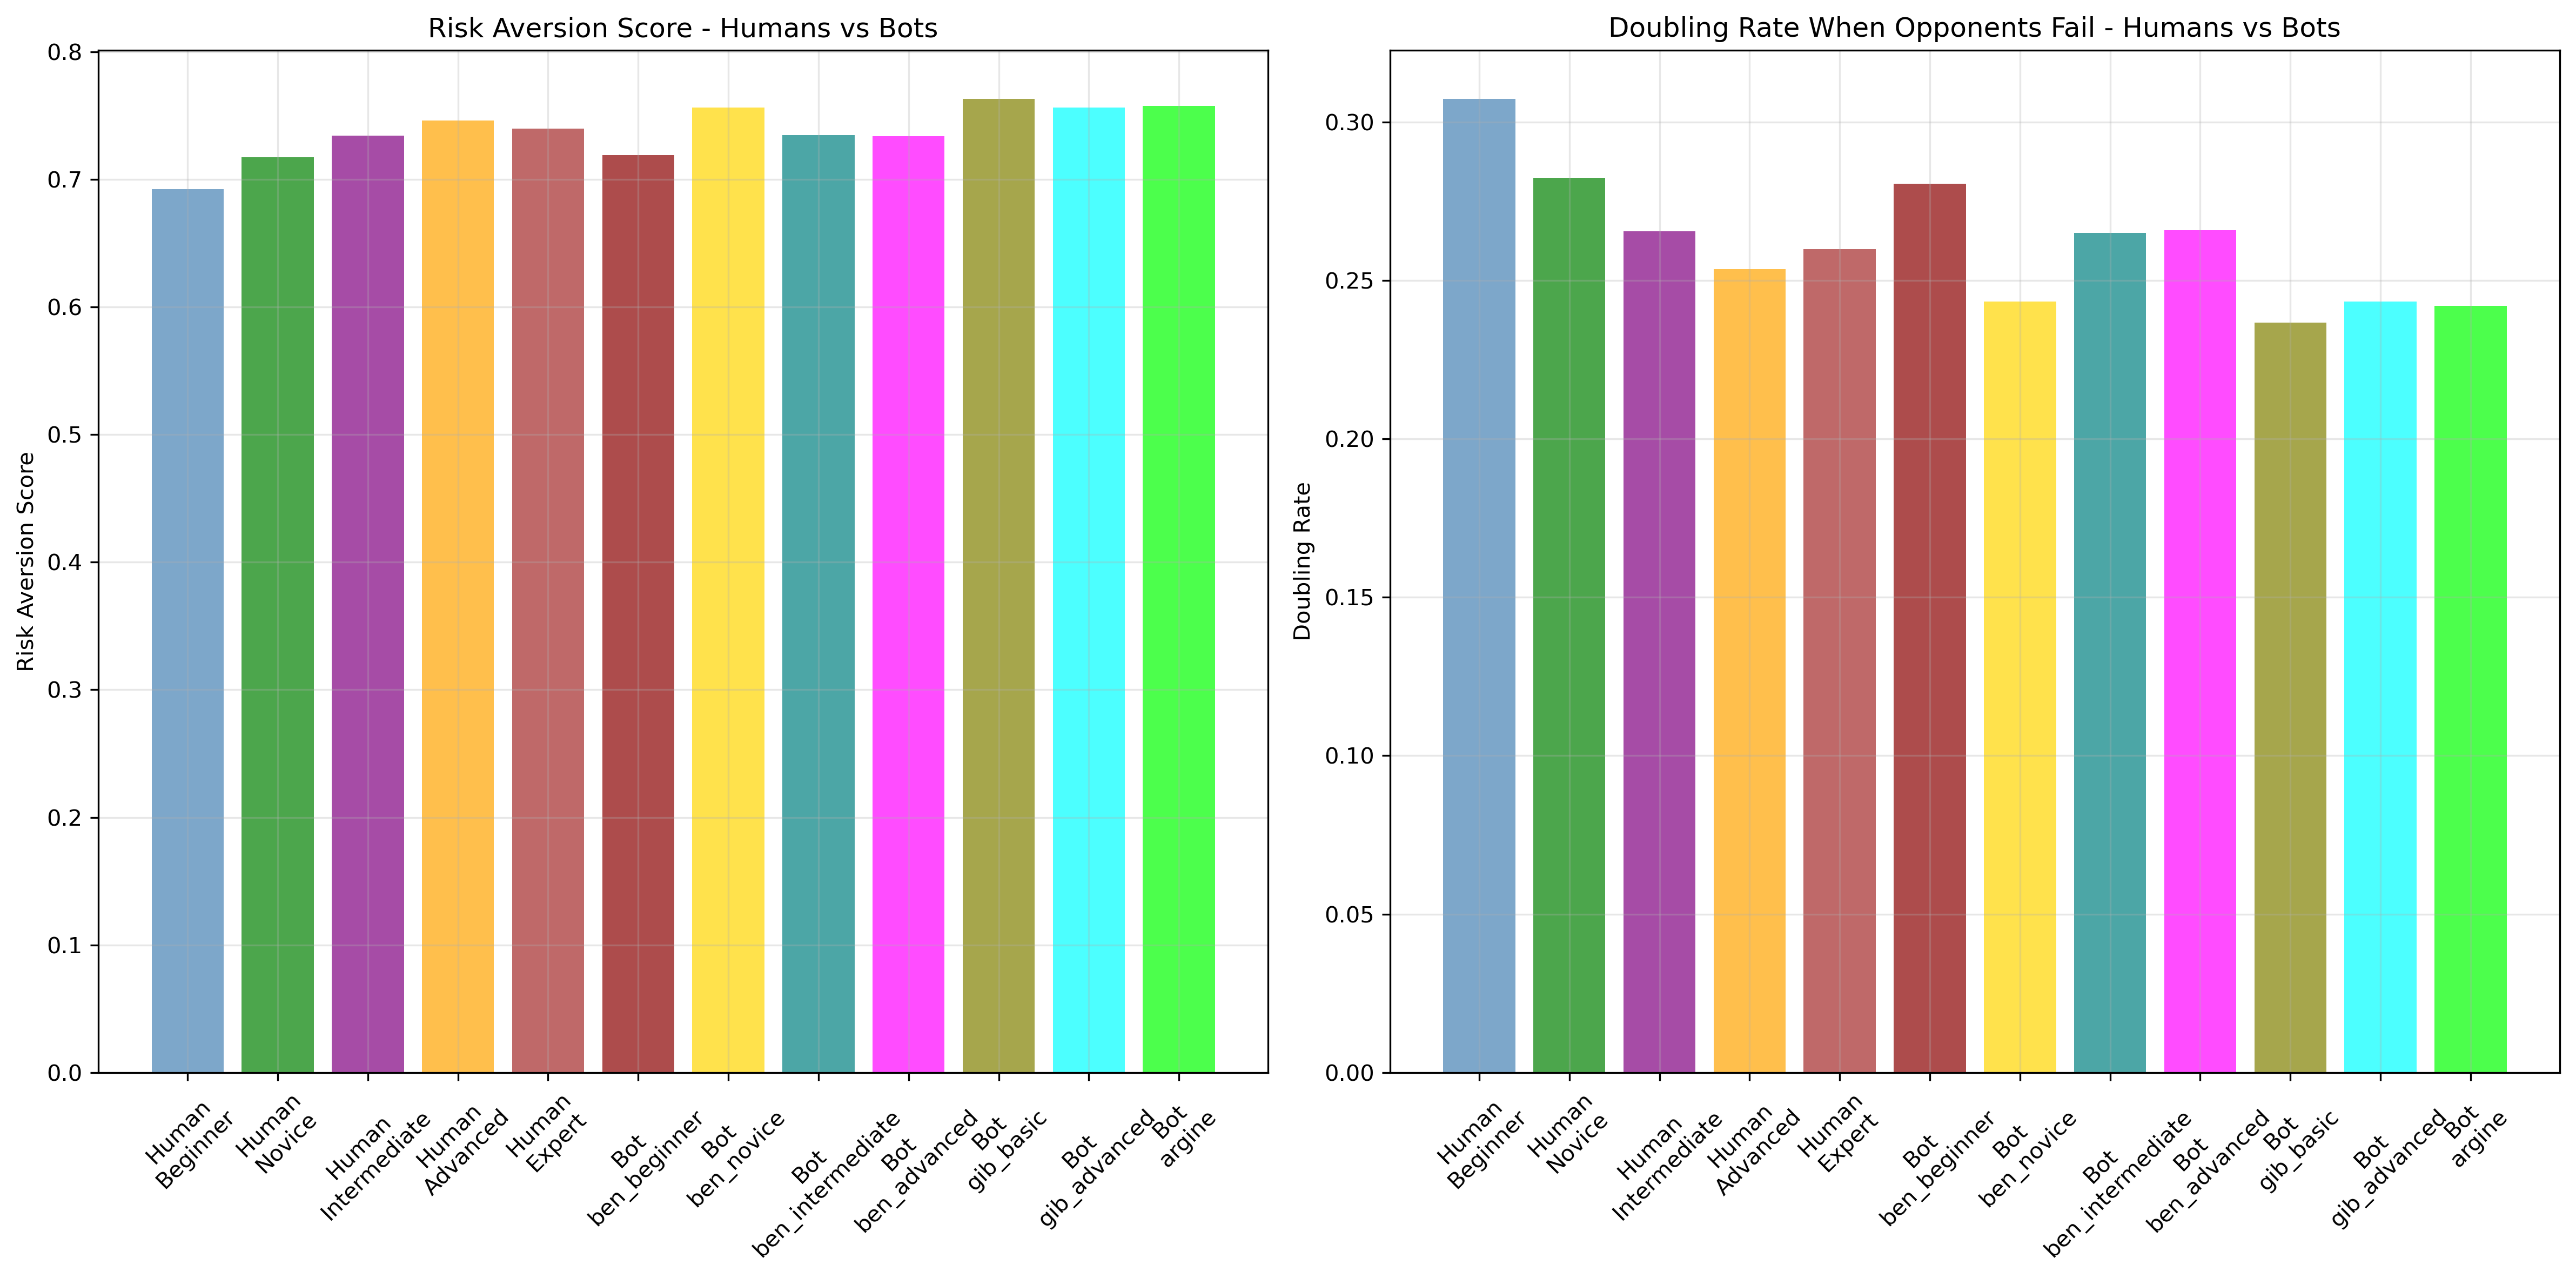 Risk Aversion Score - Humans vs Bots
Risk Aversion Score
0.8
0.7
0.6
0.5
0.4
0.3
0.2
0.1
0.0
Human
Beginner
Human
Novice
Human
Intermediate
Human
Advanced
Human
Expert
Bot
ben_beginner
Bot
ben_novice
Bot
ben_intermediate
Bot
ben_advanced
Bot
gib_basic
Bot
gib_advanced
Bot
argine
Doubling Rate When Opponents Fail - Humans vs Bots
Doubling Rate
0.30
0.25
0.20
0.15
0.10
0.05
0.00
Human
Beginner
Human
Novice
Human
Intermediate
Human
Advanced
Human
Expert
Bot
ben_beginner
Bot
ben_novice
Bot
ben_intermediate
Bot
ben_advanced
Bot
gib_basic
Bot
gib_advanced
Bot
argine